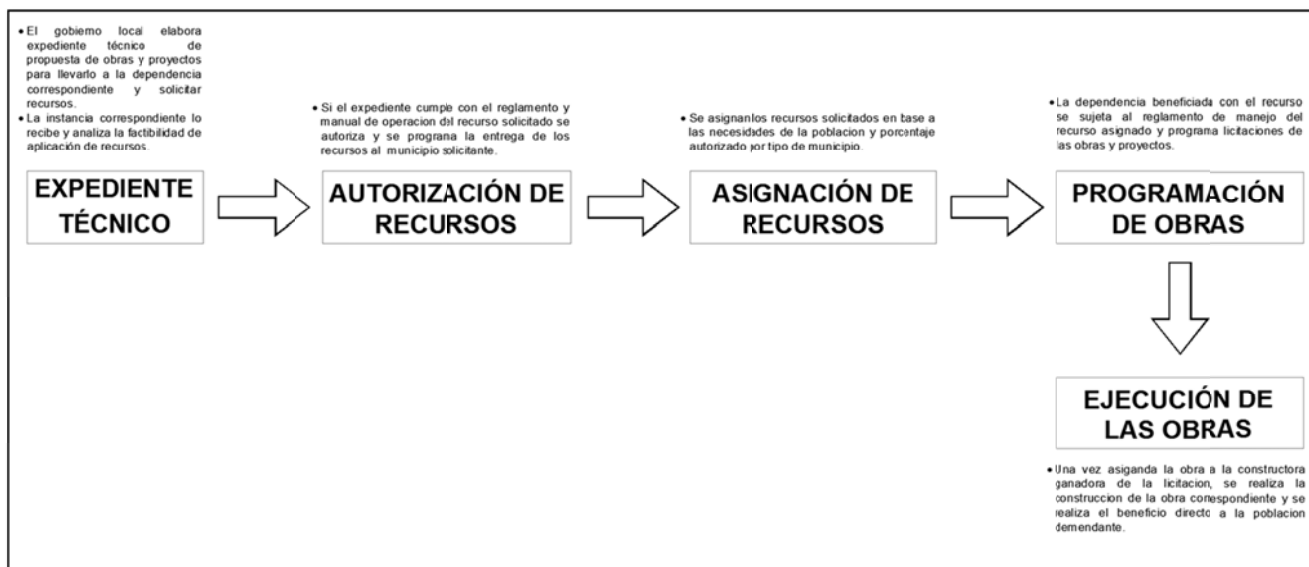 • El gobierno local elabora
expediente técnico de
propuesta de obras y proyectos
para llevarlo a la dependencia
correspondiente y solicitar
recursos.
• La instancia correspondiente lo
recibe y analiza la factibilidad de
aplicación de recursos.
EXPEDIENTE
TÉCNICO
• Si el expediente cumple con el reglamento y
manual de operacion del recurso solicitado se
autoriza y se programa la entrega de los
recursos al municipio solicitante.
AUTORIZACIÓN DE
RECURSOS
• Se asignanlos recursos solicitados en base a
las necesidades de la poblacion y porcentaje
autorizado por tipo de municipio.
ASIGNACIÓN DE
RECURSOS
• La dependencia beneficiada con el recurso
se sujeta al reglamento de manejo del
recurso asignado y programa licitaciones de
las obras y proyectos.
PROGRAMACIÓN
DE OBRAS
EJECUCIÓN DE
LAS OBRAS
• Una vez asiganda la obra a la constructora
ganadora de la licitacion, se realiza la
construccion de la obra correspondiente y se
realiza el beneficio directo a la poblacion
demendante.